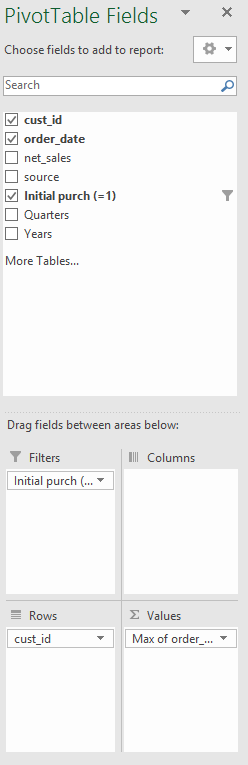 PivotTable Fields
Choose fields to add to report:
Search
cust_id
order_date
net_sales
source
Initial purch (=1)
Quarters
Years
More Tables...
Drag fields between areas below:
Filters
Columns
Initial purch (...
Rows
Values
cust_id
Max of order_...